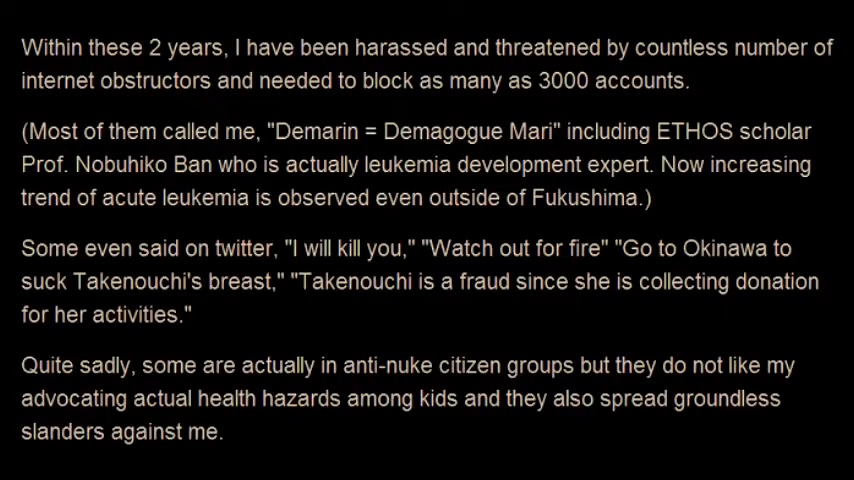 Within these 2 years, I have been harassed and threatened by countless number of
internet obstructors and needed to block as many as 3000 accounts.
(Most of them called me, "Demarin = Demagogue Mari" including ETHOS scholar
Prof. Nobuhiko Ban who is actually leukemia development expert. Now increasing
trend of acute leukemia is observed even outside of Fukushima.)
Some even said on twitter, "I will kill you," "Watch out for fire" "Go to Okinawa to
suck Takenouchi's breast," "Takenouchi is a fraud since she is collecting donation
for her activities."
Quite sadly, some are actually in anti-nuke citizen groups but they do not like my
advocating actual health hazards among kids and they also spread groundless
slanders against me.